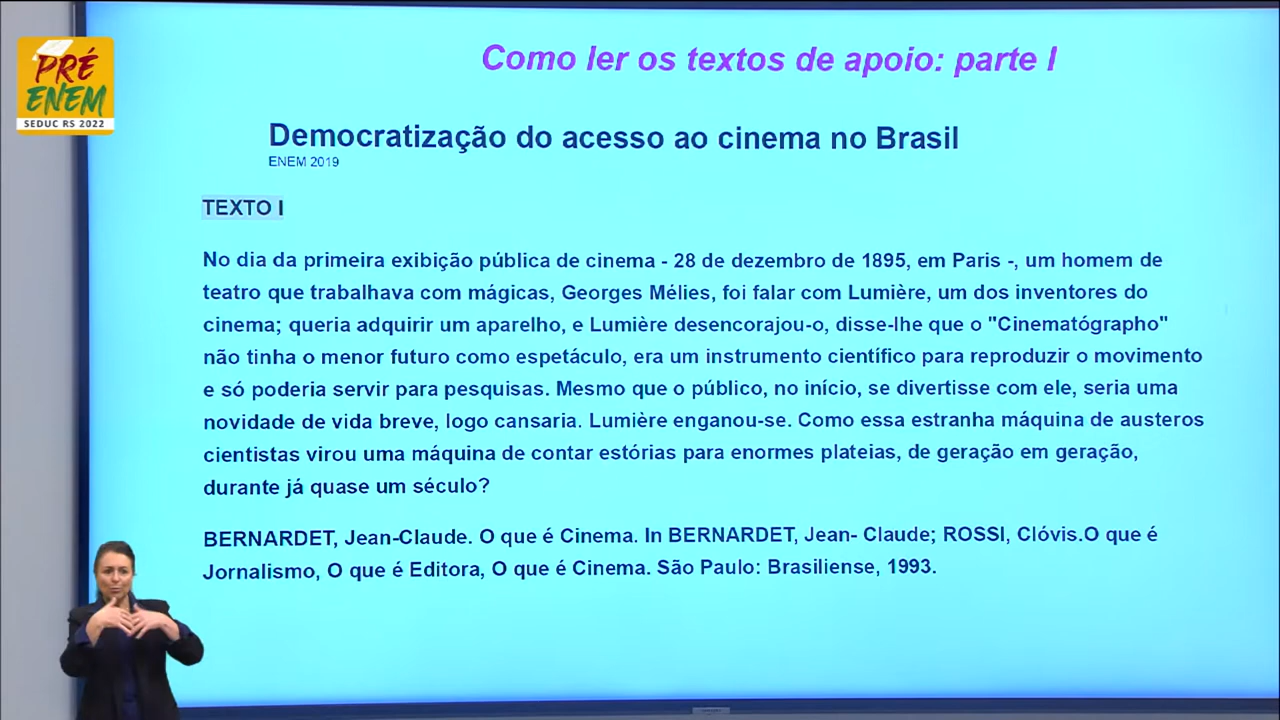 PRÉ
ENEM
SEDUC RS 2022
Como ler os textos de apoio: parte I
Democratização do acesso ao cinema no Brasil
ENEM 2019
TEXTO I
No dia da primeira exibição pública de cinema - 28 de dezembro de 1895, em Paris -, um homem de
teatro que trabalhava com mágicas, Georges Mélies, foi falar com Lumière, um dos inventores do
cinema; queria adquirir um aparelho, e Lumière desencorajou-o, disse-lhe que o "Cinematógrapho"
não tinha o menor futuro como espetáculo, era um instrumento científico para reproduzir o movimento
e só poderia servir para pesquisas. Mesmo que o público, no início, se divertisse com ele, seria uma
novidade de vida breve, logo cansaria. Lumière enganou-se. Como essa estranha máquina de austeros
cientistas virou uma máquina de contar estórias para enormes plateias, de geração em geração,
durante já quase um século?
BERNARDET, Jean-Claude. O que é Cinema. In BERNARDET, Jean- Claude; ROSSI, Clóvis.O que é
Jornalismo, O que é Editora, O que é Cinema. São Paulo: Brasiliense, 1993.